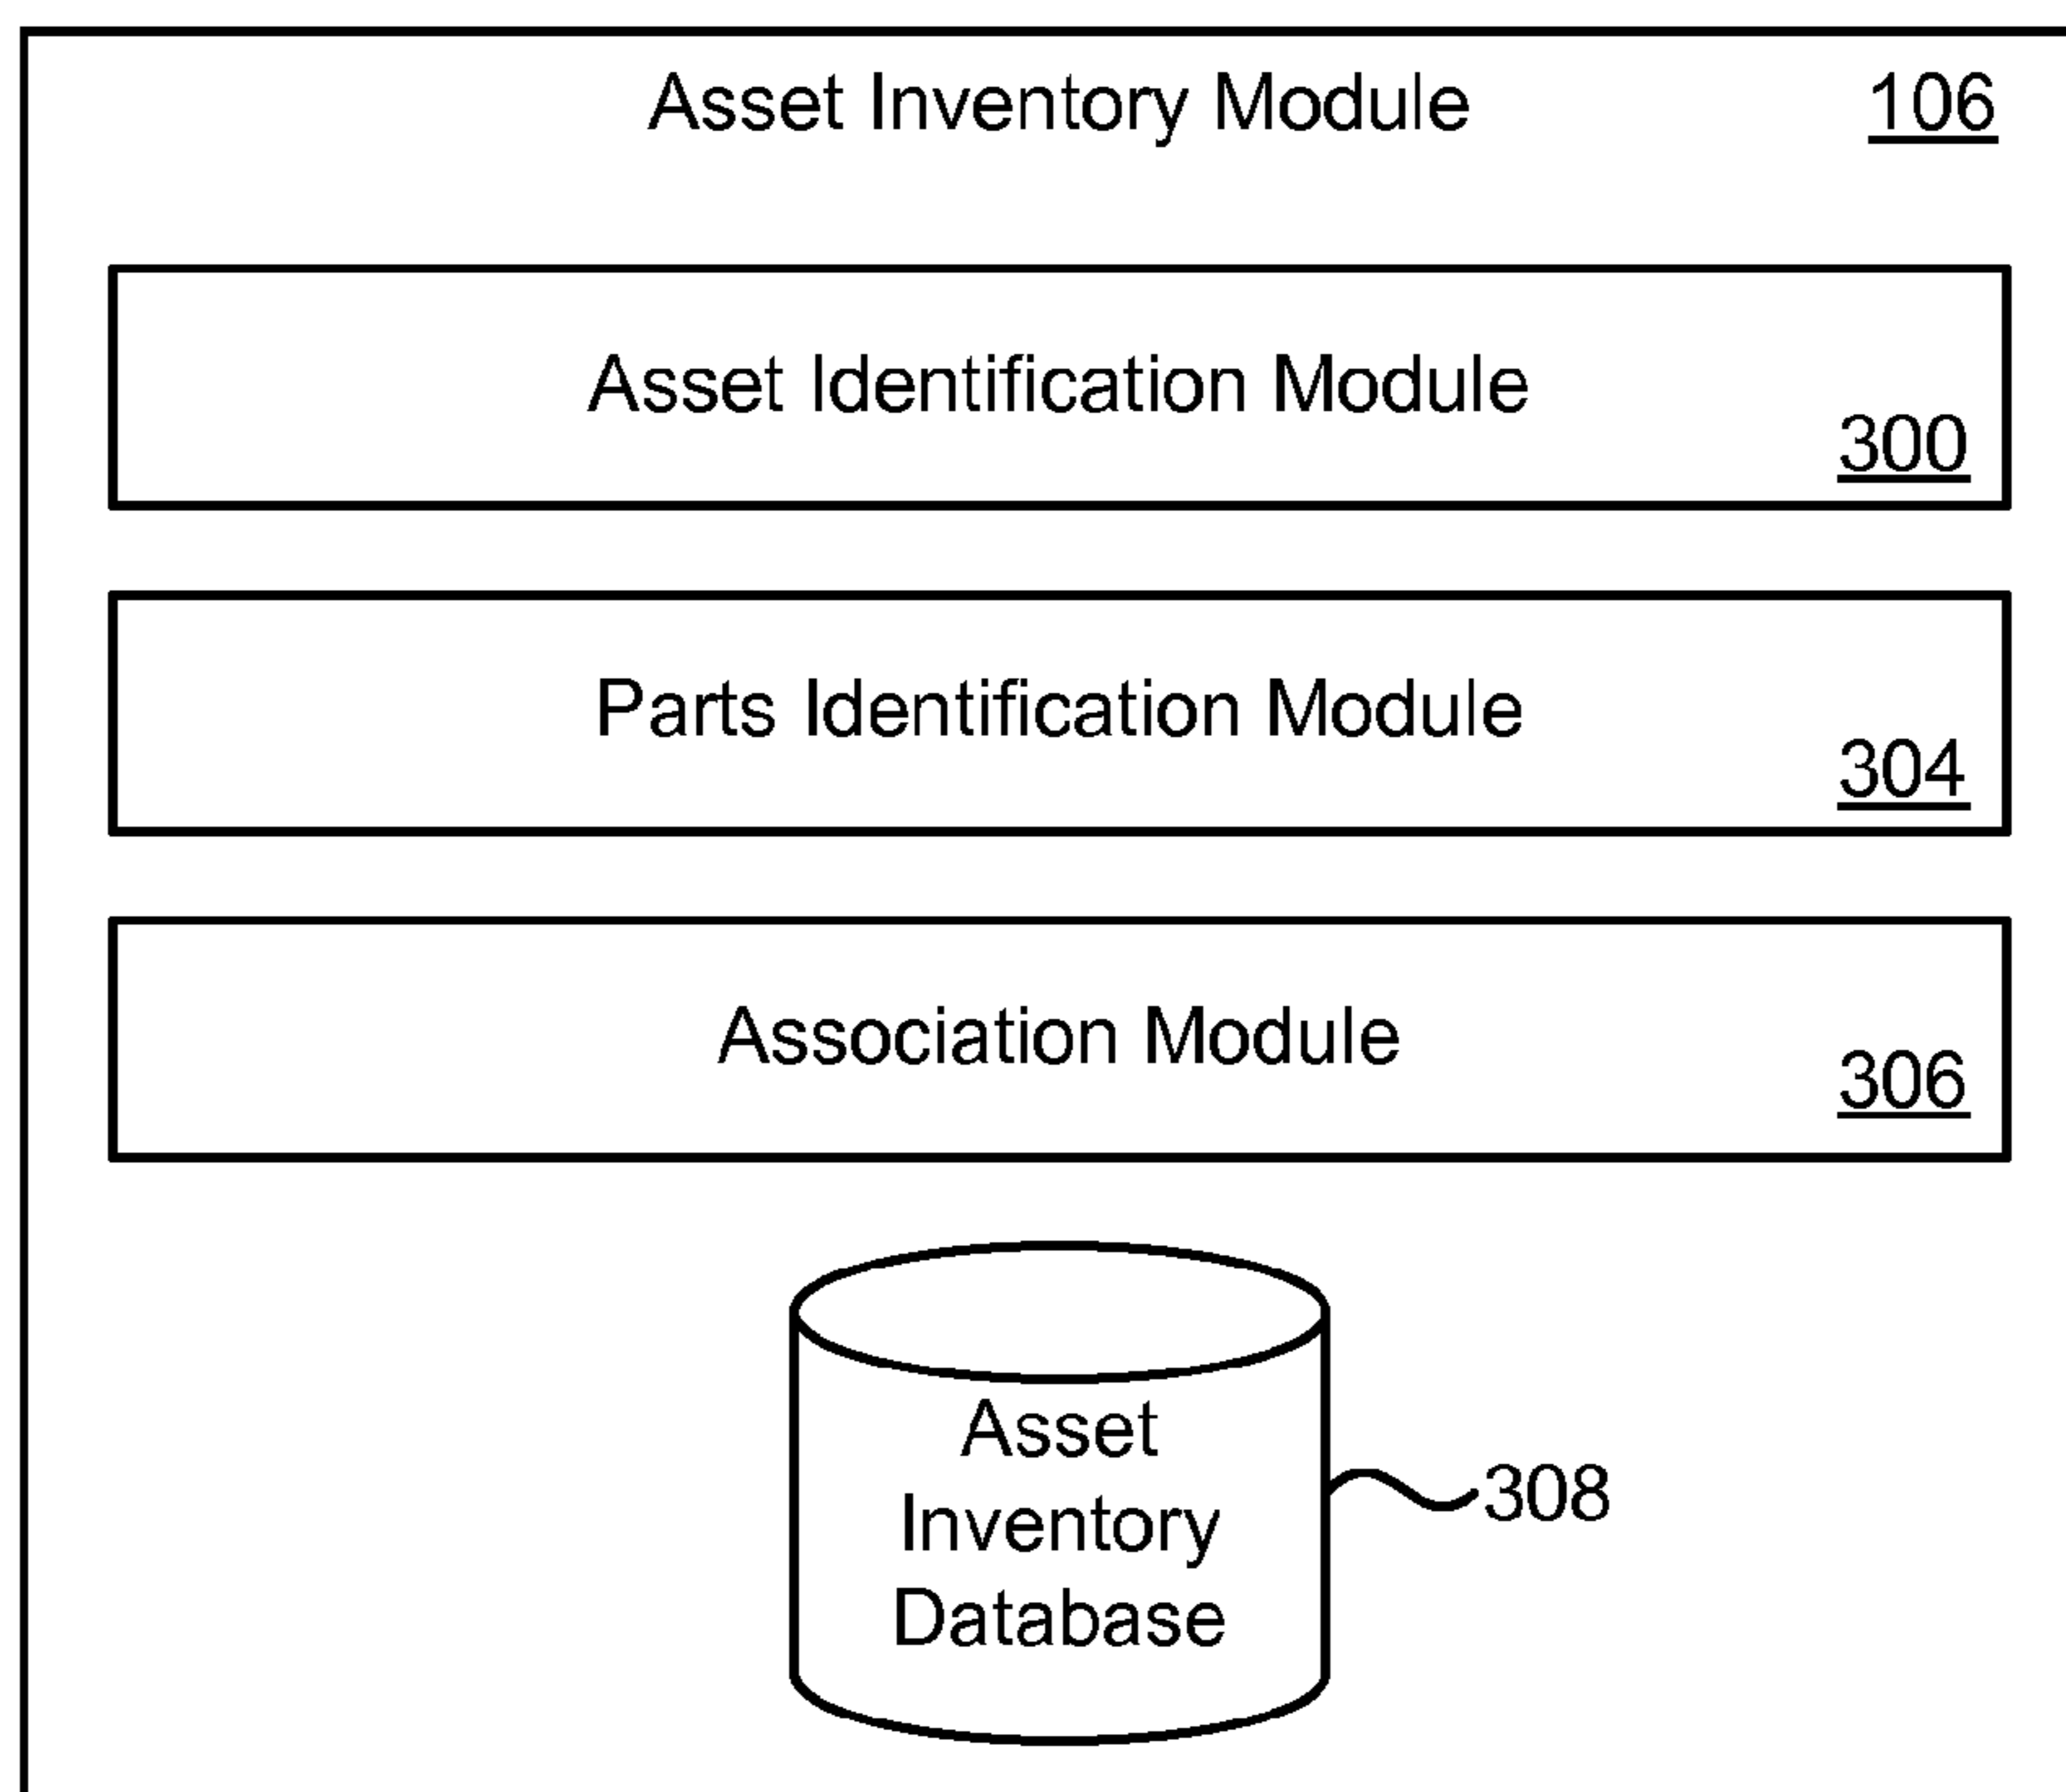 Asset Inventory Module 106
Asset Identification Module
300
Parts Identification Module
304
Association Module
306
Asset
Inventory
Database
308